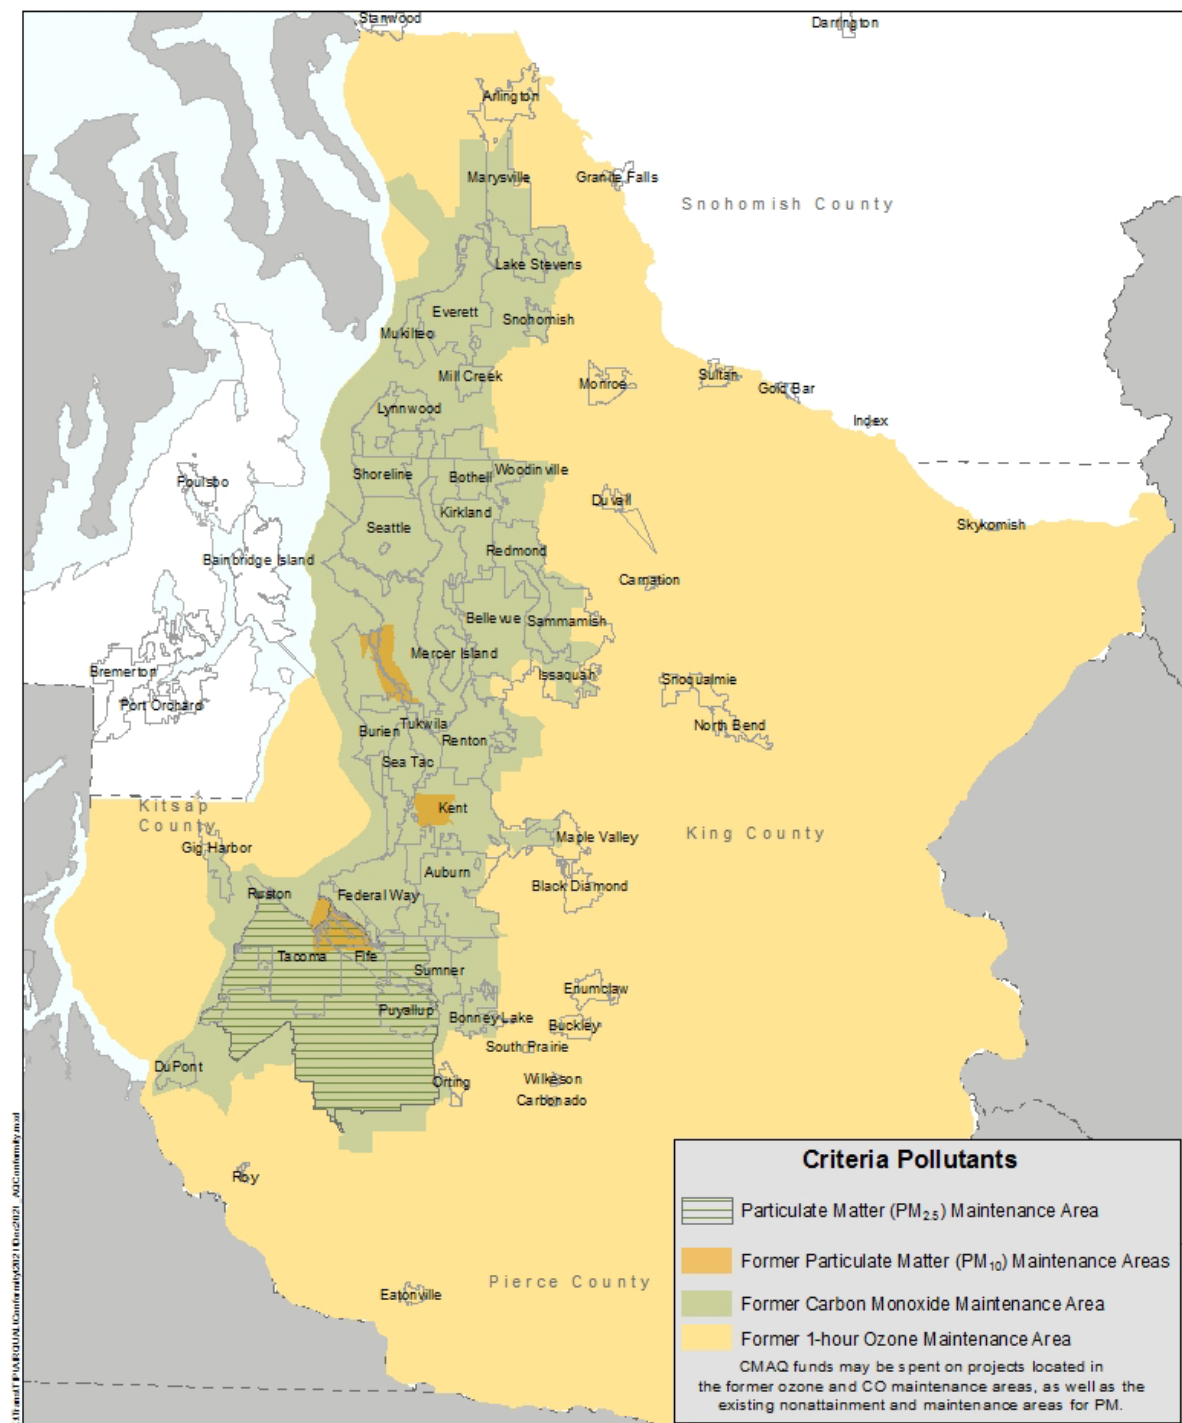 Stanwood
Darrington
Arlington
Marysville
Granite Falls
Snohomish County
Lake Stevens
Everett
Snohomish
Mukilteo
Mill Creek
Monroe
Sultan
Gold Bar
Lynnwood
Index
Shoreline
Bothell
Woodinville
Poulsbo
Duvall
Kirkland
Seattle
Skykomish
Redmond
Bainbridge Island
Carnation
Bellevue
Sammamish
Mercer Island
Bremerton
Issaquah
Snoqualmie
Port Orchard
Tukwila
North Bend
Burien
Renton
Sea Tac
Kitsap
County
Kent
King County
Maple Valley
Gig Harbor
Auburn
Black Diamond
Ruston
Federal Way
Tacoma
Fife
Sumner
Enumclaw
Puyallup
Bonney Lake
Buckley
South Prairie
DuPont
Orting
Wilkeson
Carbonado
Roy
Pierce County
Eatonville
Criteria Pollutants
Particulate Matter (PM2.5) Maintenance Area
Former Particulate Matter (PM10) Maintenance Areas
Former Carbon Monoxide Maintenance Area
Former 1-hour Ozone Maintenance Area
CMAQ funds may be spent on projects located in
the former ozone and CO maintenance areas, as well as the
existing nonattainment and maintenance areas for PM.